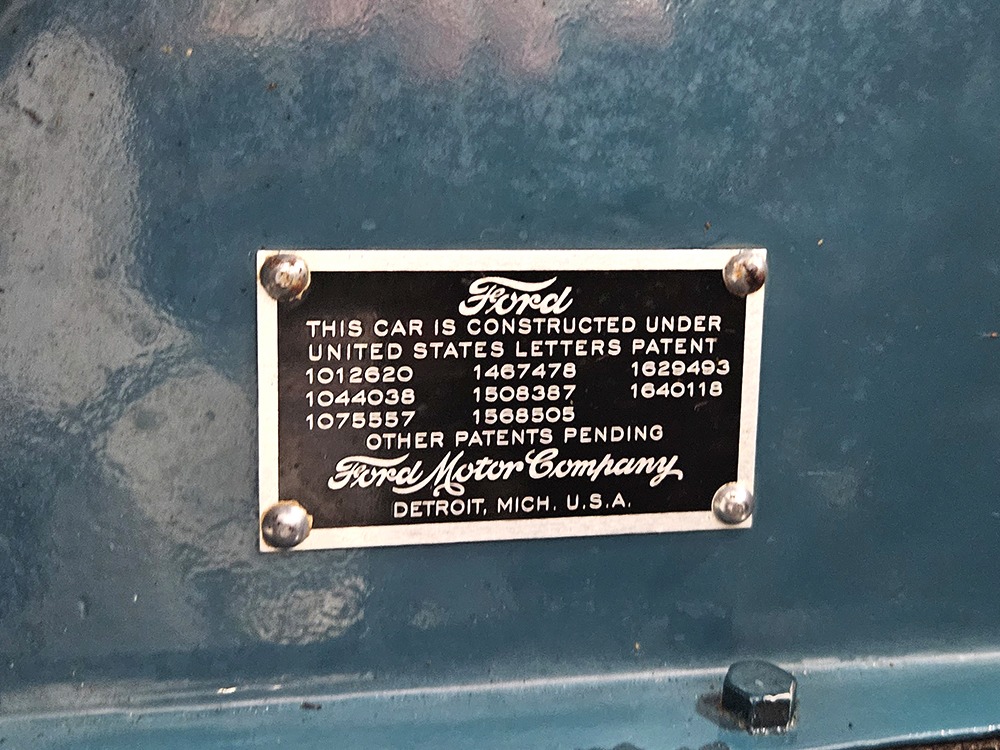 Ford
THIS CAR IS CONSTRUCTED UNDER
UNITED STATES LETTERS PATENT
1012620 1467478 1629493
1044038 1508387 1640118
1075557 1568505
OTHER PATENTS PENDING
Ford Motor Company
DETROIT, MICH. U.S.A.